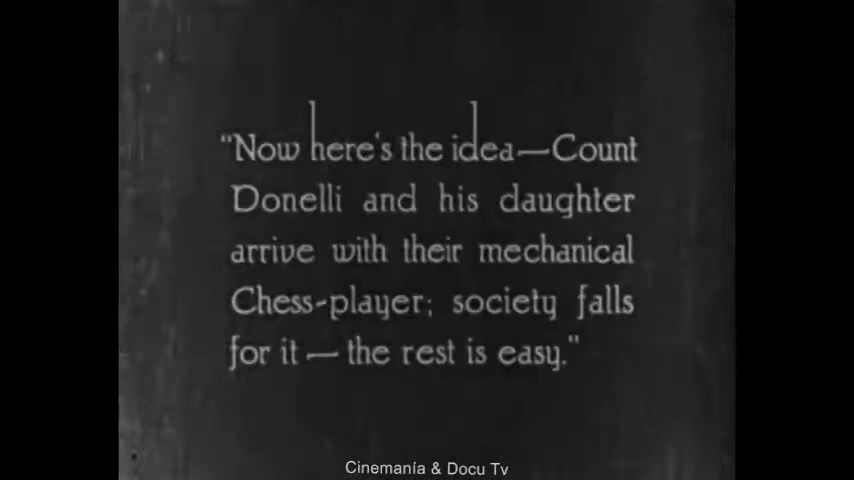 "Now here's the idea—Count
Donelli and his daughter
arrive with their mechanical
Chess-player; society falls
for it — the rest is easy."
Cinemanía & Docu Tv